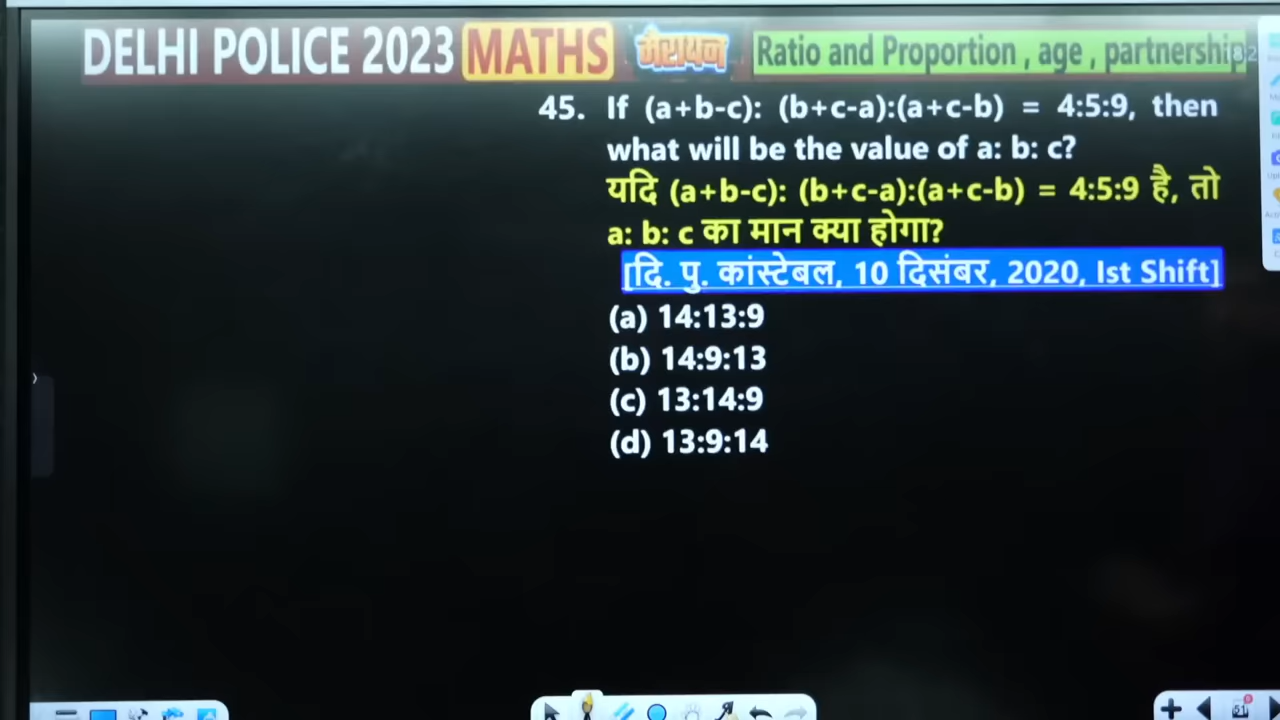 DELHI POLICE 2023 MATHS मैराथन Ratio and Proportion , age , partnership
45. If (a+b-c): (b+c-a):(a+c-b) = 4:5:9, then
what will be the value of a: b: c?
यदि (a+b-c): (b+c-a):(a+c-b) = 4:5:9 है, तो
a: b: c का मान क्या होगा?
[दि. पु. कांस्टेबल, 10 दिसंबर, 2020, Ist Shift]
(a) 14:13:9
(b) 14:9:13
(c) 13:14:9
(d) 13:9:14